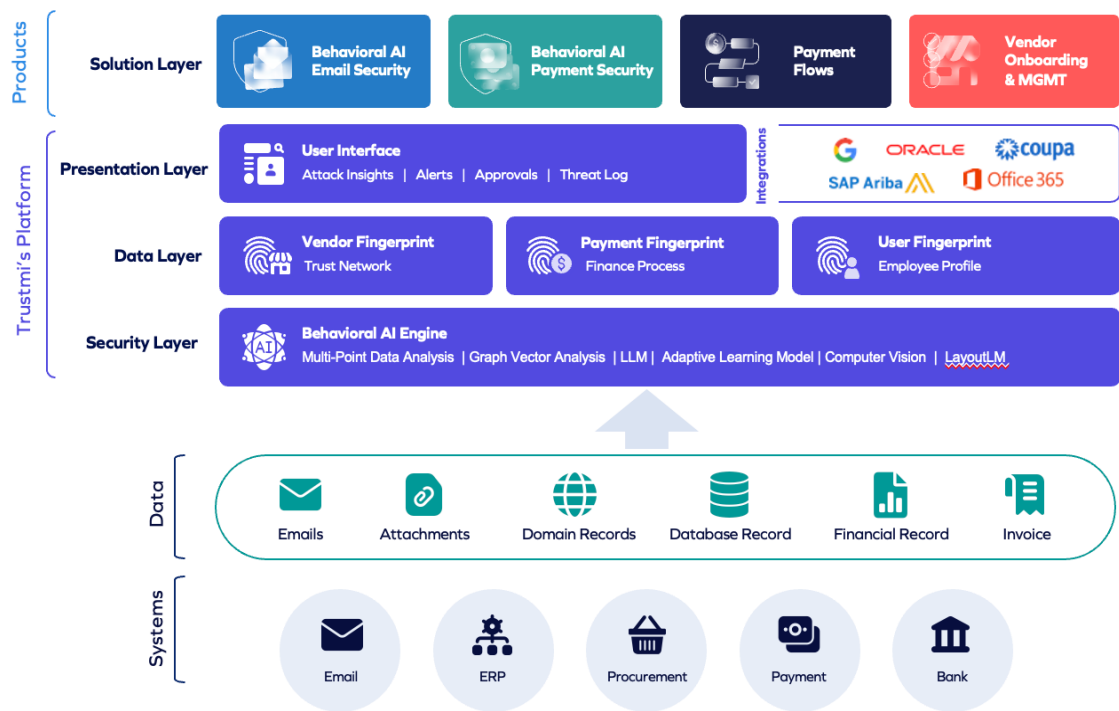 Products
Solution Layer
Behavioral AI
Email Security
Behavioral AI
Payment Security
Payment
Flows
Vendor
Onboarding
& MGMT
Trustmi's Platform
Presentation Layer
User Interface
Attack Insights | Alerts | Approvals | Threat Log
Integrations
G
ORACLE
coupa
SAP Ariba
Office 365
Data Layer
Vendor Fingerprint
Trust Network
Payment Fingerprint
Finance Process
User Fingerprint
Employee Profile
Security Layer
AI
Behavioral AI Engine
Multi-Point Data Analysis | Graph Vector Analysis | LLM | Adaptive Learning Model | Computer Vision | LayoutLM
Data
Emails
Attachments
Domain Records
Database Record
Financial Record
Invoice
Systems
Email
ERP
Procurement
Payment
Bank